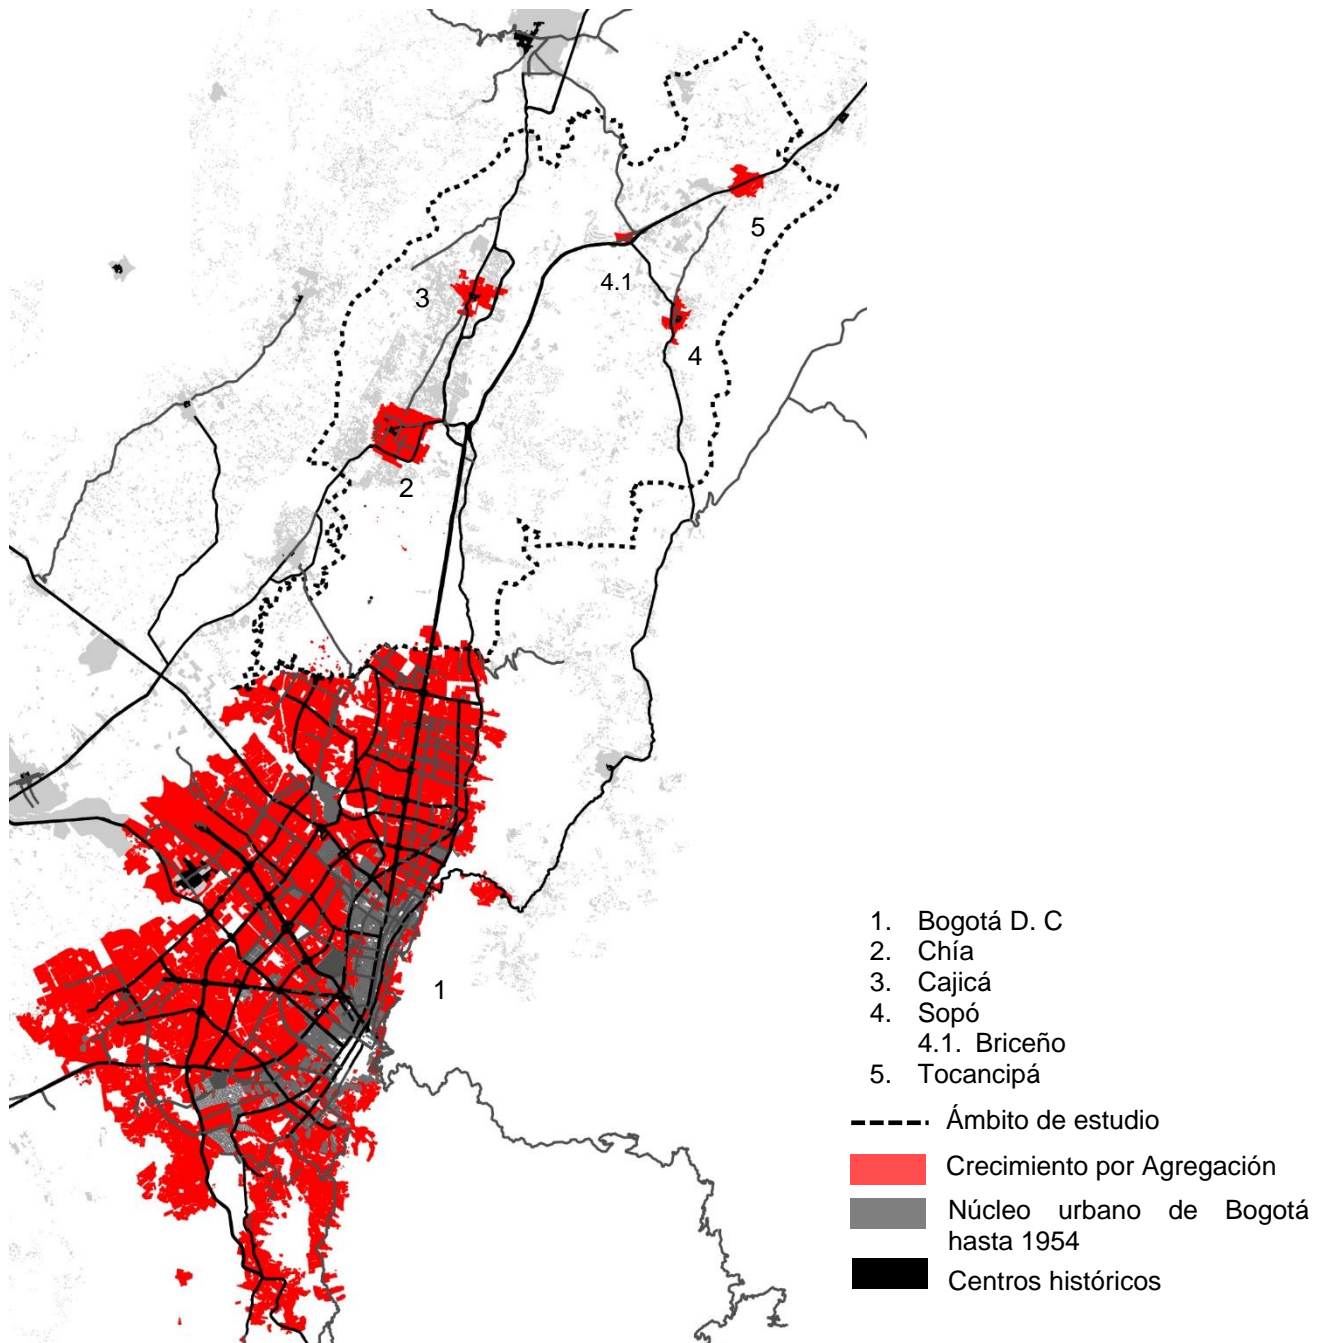 5
4.1
3
4
2
1
1. Bogotá D. C
2. Chía
3. Cajicá
4. Sopó
4.1. Briceño
5. Tocancipá
Ámbito de estudio
Crecimiento por Agregación
Núcleo urbano de Bogotá
hasta 1954
Centros históricos